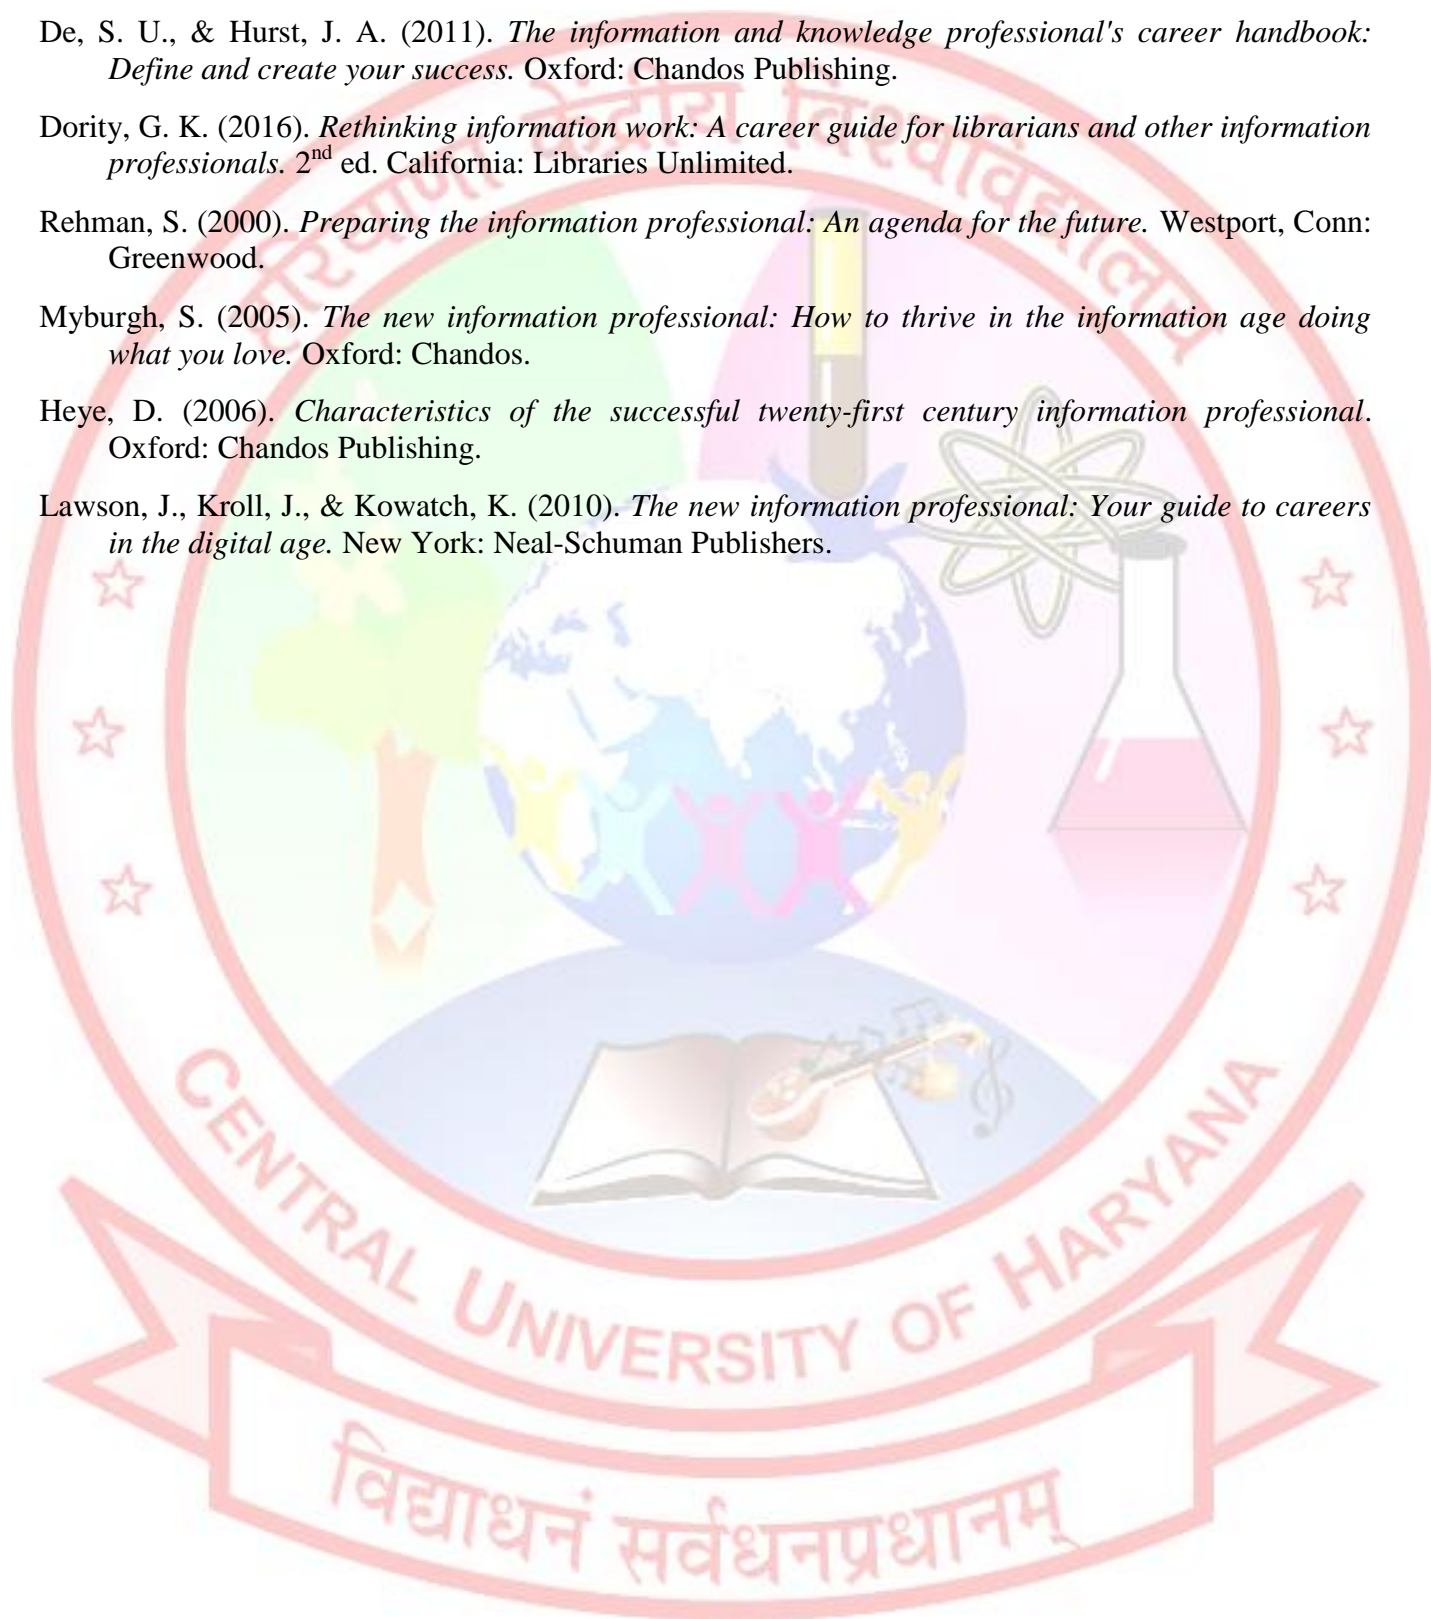 De, S. U., & Hurst, J. A. (2011). The information and knowledge professional's career handbook:
Define and create your success. Oxford: Chandos Publishing.
Dority, G. K. (2016). Rethinking information work: A career guide for librarians and other information
professionals. 2nd ed. California: Libraries Unlimited.
Rehman, S. (2000). Preparing the information professional: An agenda for the future. Westport, Conn:
Greenwood.
Myburgh, S. (2005). The new information professional: How to thrive in the information age doing
what you love. Oxford: Chandos.
Heye, D. (2006). Characteristics of the successful twenty-first century information professional.
Oxford: Chandos Publishing.
Lawson, J., Kroll, J., & Kowatch, K. (2010). The new information professional: Your guide to careers
in the digital age. New York: Neal-Schuman Publishers.
हरियाणा केंद्रीय विश्वविद्यालय
CENTRAL UNIVERSITY OF HARYANA
विद्याधनं सर्वधनप्रधानम्